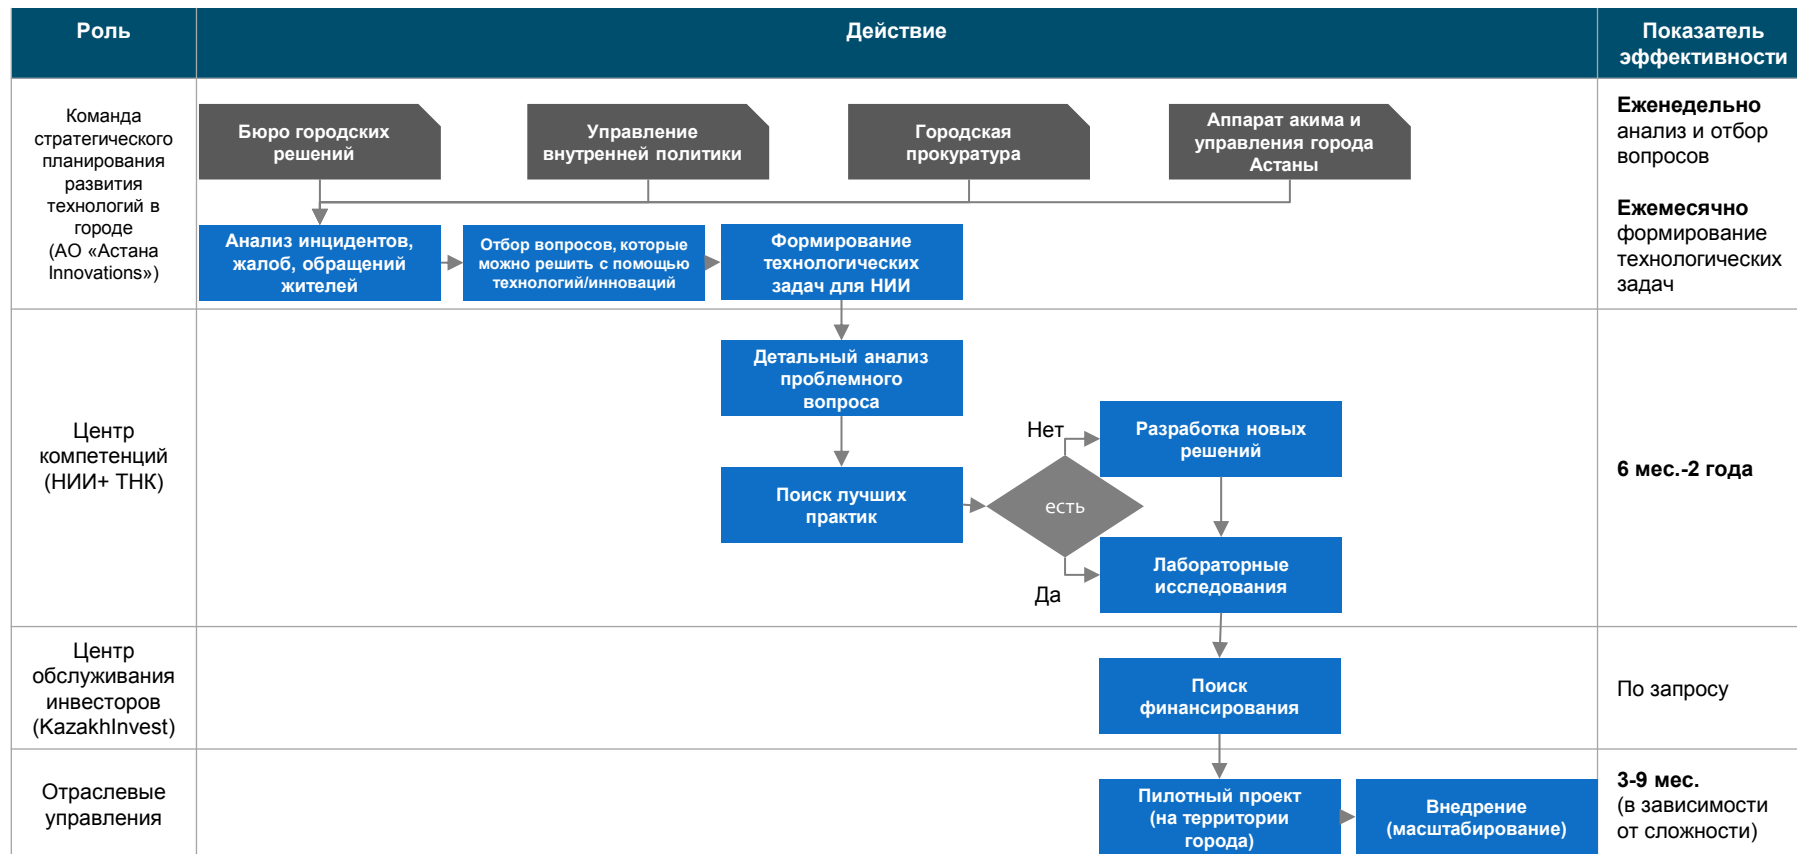 Роль
Действие
Показатель
эффективности
Команда
стратегического
планирования
развития
технологий в
городе
(АО «Астана
Innovations»)
Бюро городских
решений
Управление
внутренней политики
Городская
прокуратура
Аппарат акима и
управления города
Астаны
Анализ инцидентов,
жалоб, обращений
жителей
Отбор вопросов, которые
можно решить с помощью
технологий/инноваций
Формирование
технологических
задач для НИИ
Еженедельно
анализ и отбор
вопросов
Ежемесячно
формирование
технологических
задач
Центр
компетенций
(НИИ+ ТНК)
Детальный анализ
проблемного
вопроса
Поиск лучших
практик
есть
Нет
Да
Разработка новых
решений
Лабораторные
исследования
6 мес.-2 года
Центр
обслуживания
инвесторов
(KazakhInvest)
Поиск
финансирования
По запросу
Отраслевые
управления
Пилотный проект
(на территории
города)
Внедрение
(масштабирование)
3-9 мес.
(в зависимости
от сложности)